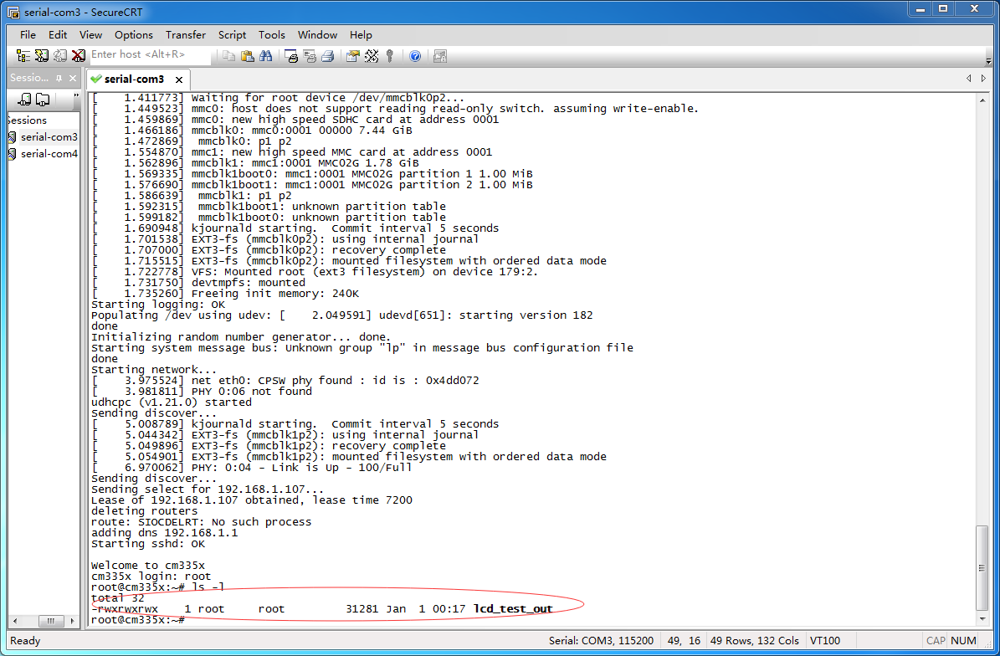 serial-com3 - SecureCRT
File Edit View Options Transfer Script Tools Window Help
Enter host <Alt+R>
Sessio...
serial-com3
essions
serial-com3
serial-com4
[    1.411773] Waiting for root device /dev/mmcblk0p2...
[    1.449523] mmc0: host does not support reading read-only switch. assuming write-enable.
[    1.459869] mmc0: new high speed SDHC card at address 0001
[    1.466186] mmcblk0: mmc0:0001 00000 7.44 GiB
[    1.472869]  mmcblk0: p1 p2
[    1.554870] mmc1: new high speed MMC card at address 0001
[    1.562896] mmcblk1: mmc1:0001 MMC02G 1.78 GiB
[    1.569335] mmcblk1boot0: mmc1:0001 MMC02G partition 1 1.00 MiB
[    1.576690] mmcblk1boot1: mmc1:0001 MMC02G partition 2 1.00 MiB
[    1.586639]  mmcblk1: p1 p2
[    1.592315]  mmcblk1boot1: unknown partition table
[    1.599182]  mmcblk1boot0: unknown partition table
[    1.690948] kjournald starting.  Commit interval 5 seconds
[    1.701538] EXT3-fs (mmcblk0p2): using internal journal
[    1.707000] EXT3-fs (mmcblk0p2): recovery complete
[    1.715515] EXT3-fs (mmcblk0p2): mounted filesystem with ordered data mode
[    1.722778] VFS: Mounted root (ext3 filesystem) on device 179:2.
[    1.731750] devtmpfs: mounted
[    1.735260] Freeing init memory: 240K
Starting logging: OK
Populating /dev using udev: [    2.049591] udevd[651]: starting version 182
done
Initializing random number generator... done.
Starting system message bus: Unknown group "lp" in message bus configuration file
done
Starting network...
[    3.975524] net eth0: CPSW phy found : id is : 0x4dd072
[    3.981811] PHY 0:06 not found
udhcpc (v1.21.0) started
Sending discover...
[    5.008789] kjournald starting.  Commit interval 5 seconds
[    5.044342] EXT3-fs (mmcblk1p2): using internal journal
[    5.049896] EXT3-fs (mmcblk1p2): recovery complete
[    5.054901] EXT3-fs (mmcblk1p2): mounted filesystem with ordered data mode
[    6.970062] PHY: 0:04 - Link is Up - 100/Full
Sending discover...
Sending select for 192.168.1.107...
Lease of 192.168.1.107 obtained, lease time 7200
deleting routers
route: SIOCDELRT: No such process
adding dns 192.168.1.1
Starting sshd: OK
Welcome to cm335x
cm335x login: root
root@cm335x:~# ls -l
total 32
-rwxrwxrwx    1 root     root         31281 Jan  1 00:17 lcd_test_out
root@cm335x:~#
Ready Serial: COM3, 115200 49, 16 49 Rows, 132 Cols VT100 CAP NUM